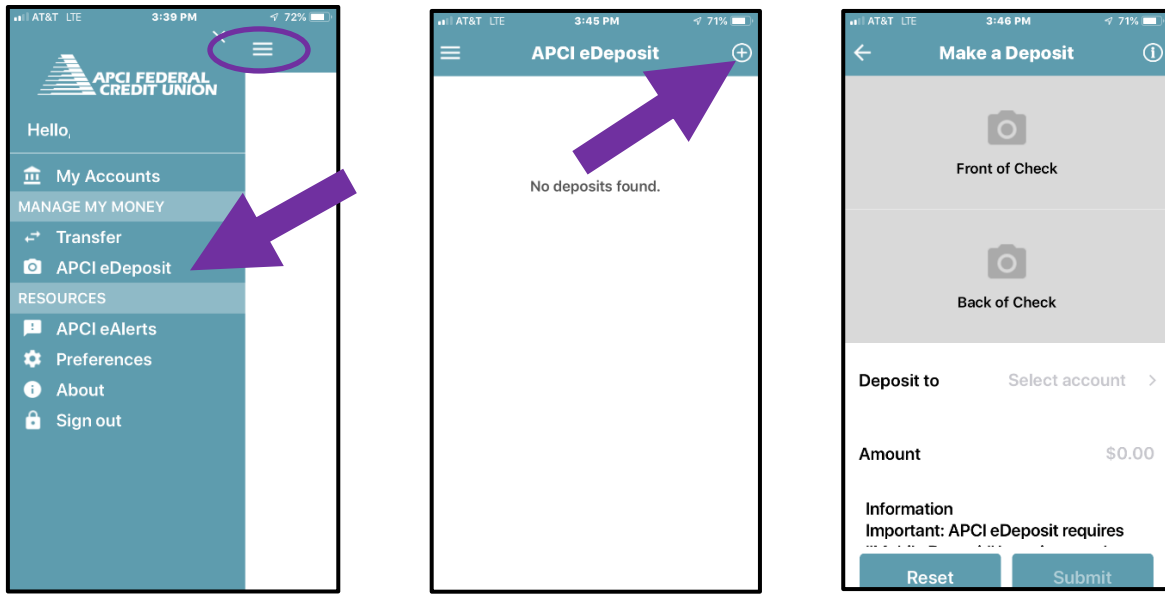 AT&T LTE 3:39 PM 72%
APCI FEDERAL
CREDIT UNION
Hello,
My Accounts
MANAGE MY MONEY
Transfer
APCI eDeposit
RESOURCES
APCI eAlerts
Preferences
About
Sign out
AT&T LTE 3:45 PM 71%
APCI eDeposit
No deposits found.
AT&T LTE 3:46 PM 71%
Make a Deposit
Front of Check
Back of Check
Deposit to Select account
Amount $0.00
Information
Important: APCI eDeposit requires
Reset Submit